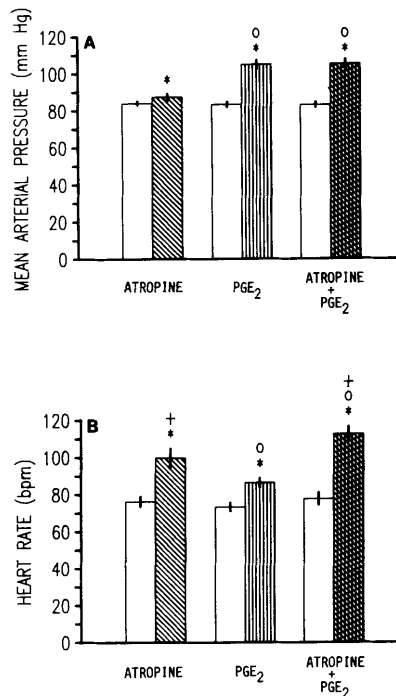 A
MEAN ARTERIAL PRESSURE (mm Hg)
120
100
80
60
40
20
0
*
o
*
o
*
ATROPINE
PGE2
ATROPINE
+
PGE2
B
HEART RATE (bpm)
120
100
80
60
40
20
0
+
*
o
*
+
o
*
ATROPINE
PGE2
ATROPINE
+
PGE2